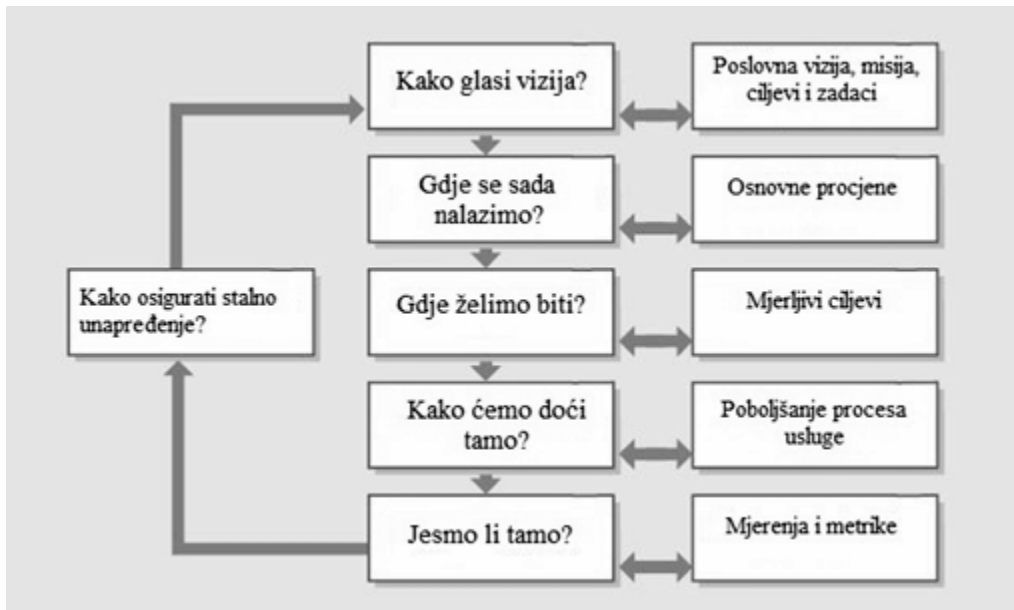 Kako glasi vizija?
Poslovna vizija, misija,
ciljevi i zadaci
Gdje se sada
nalazimo?
Osnovne procjene
Kako osigurati stalno
unapređenje?
Gdje želimo biti?
Mjerljivi ciljevi
Kako ćemo doći
tamo?
Poboljšanje procesa
usluge
Jesmo li tamo?
Mjerenja i metrike